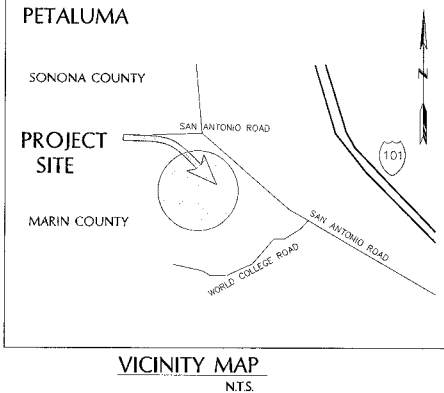 PETALUMA
SONONA COUNTY
N
SAN ANTONIO ROAD
PROJECT
SITE
101
MARIN COUNTY
SAN ANTONIO ROAD
WORLD COLLEGE ROAD
VICINITY MAP
N.T.S.